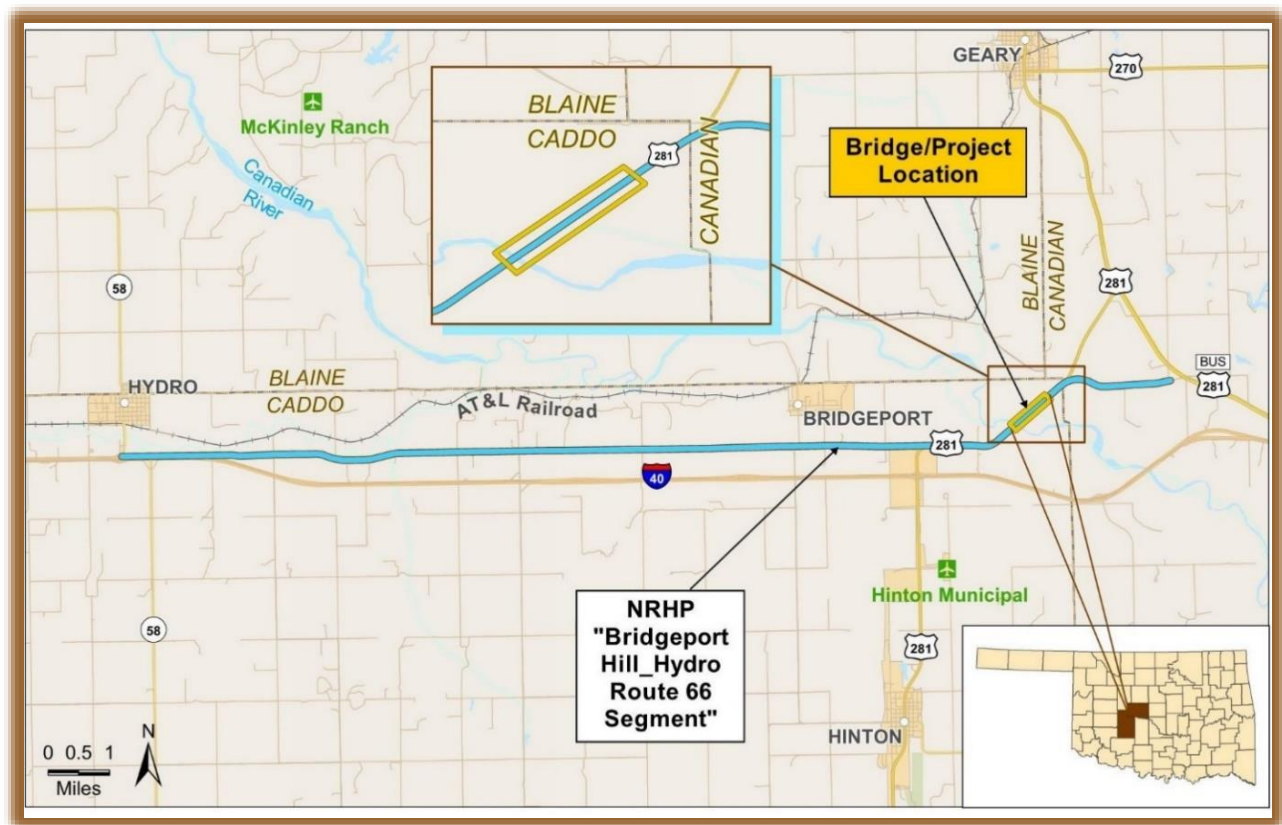 GEARY
270
BLAINE
CADDO
CANADIAN
281
McKinley Ranch
Bridge/Project
Location
Canadian
River
BLAINE
CANADIAN
58
281
HYDRO
BLAINE
CADDO
AT&L Railroad
BRIDGEPORT
BUS
281
281
40
NRHP
"Bridgeport
Hill_Hydro
Route 66
Segment"
Hinton Municipal
58
281
HINTON
N
0 0.5 1
Miles